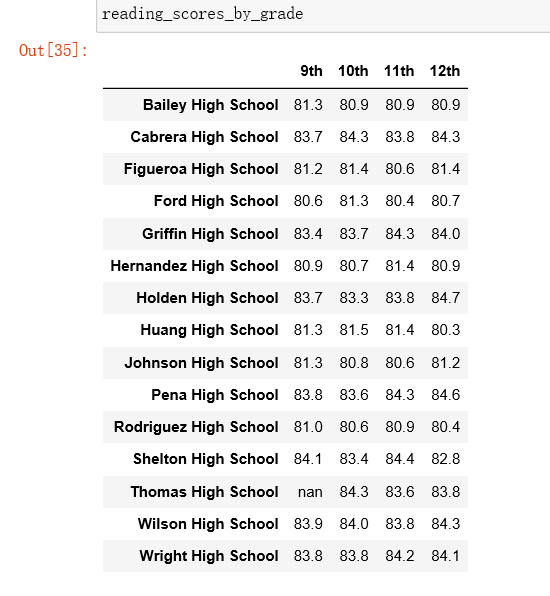 reading_scores_by_grade
Out[35]:
9th 10th 11th 12th
Bailey High School 81.3 80.9 80.9 80.9
Cabrera High School 83.7 84.3 83.8 84.3
Figueroa High School 81.2 81.4 80.6 81.4
Ford High School 80.6 81.3 80.4 80.7
Griffin High School 83.4 83.7 84.3 84.0
Hernandez High School 80.9 80.7 81.4 80.9
Holden High School 83.7 83.3 83.8 84.7
Huang High School 81.3 81.5 81.4 80.3
Johnson High School 81.3 80.8 80.6 81.2
Pena High School 83.8 83.6 84.3 84.6
Rodriguez High School 81.0 80.6 80.9 80.4
Shelton High School 84.1 83.4 84.4 82.8
Thomas High School nan 84.3 83.6 83.8
Wilson High School 83.9 84.0 83.8 84.3
Wright High School 83.8 83.8 84.2 84.1